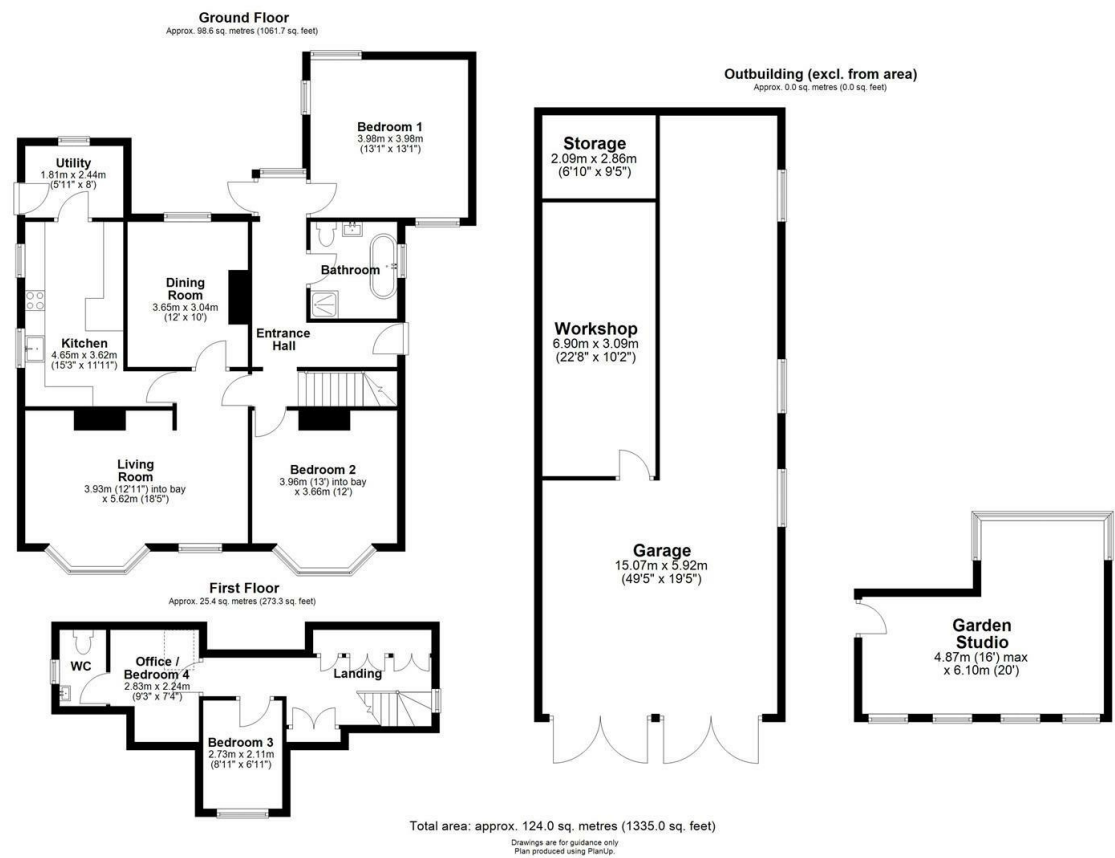 Ground Floor
Approx. 98.6 sq. metres (1061.7 sq. feet)
Bedroom 1
3.98m x 3.98m
(13'1" x 13'1")
Utility
1.81m x 2.44m
(5'11" x 8')
Dining
Room
3.65m x 3.04m
(12' x 10')
Bathroom
Kitchen
4.65m x 3.62m
(15'3" x 11'11")
Entrance
Hall
Living
Room
3.93m (12'11") into bay
x 5.62m (18'5")
Bedroom 2
3.96m (13') into bay
x 3.66m (12')
First Floor
Approx. 25.4 sq. metres (273.3 sq. feet)
WC
Office /
Bedroom 4
2.83m x 2.24m
(9'3" x 7'4")
Landing
Bedroom 3
2.73m x 2.11m
(8'11" x 6'11")
Outbuilding (excl. from area)
Approx. 0.0 sq. metres (0.0 sq. feet)
Storage
2.09m x 2.86m
(6'10" x 9'5")
Workshop
6.90m x 3.09m
(22'8" x 10'2")
Garage
15.07m x 5.92m
(49'5" x 19'5")
Garden
Studio
4.87m (16') max
x 6.10m (20')
Total area: approx. 124.0 sq. metres (1335.0 sq. feet)
Drawings are for guidance only
Plan produced using PlanUp.